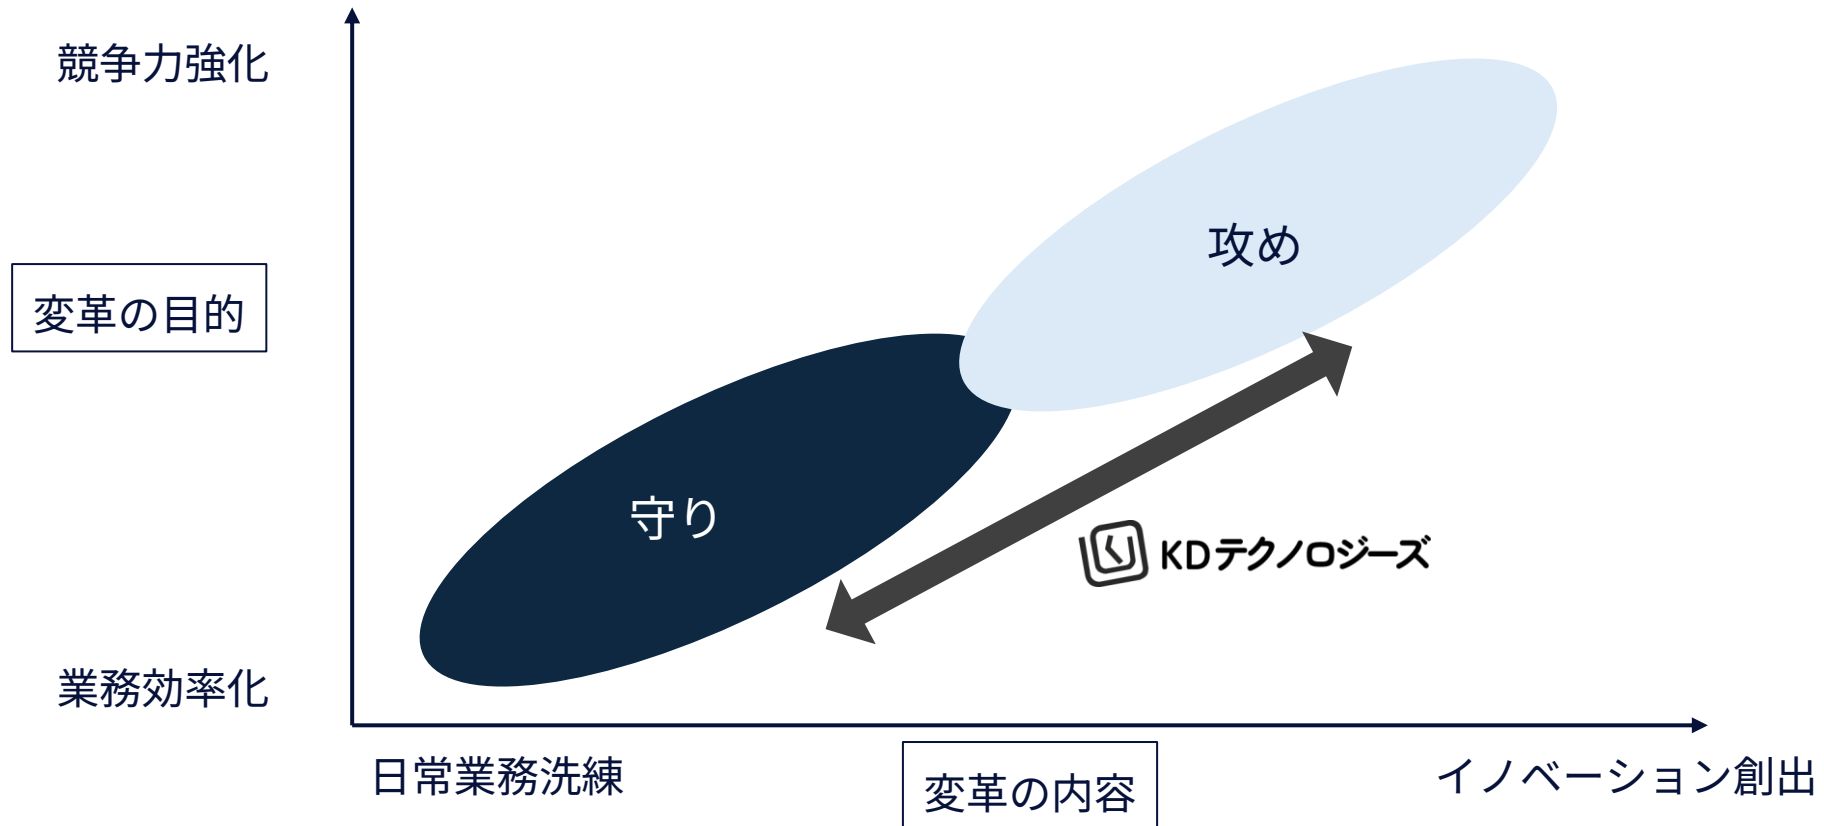 競争力強化
攻め
変革の目的
守り
KDテクノロジーズ
業務効率化
日常業務洗練
変革の内容
イノベーション創出